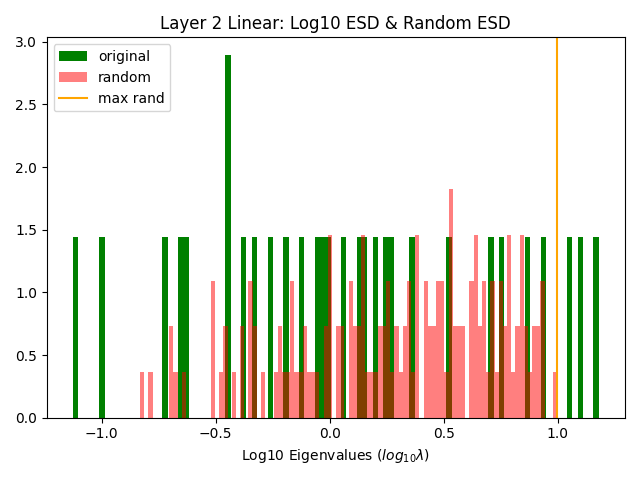 Layer 2 Linear: Log10 ESD & Random ESD
original
random
max rand
3.0
2.5
2.0
1.5
1.0
0.5
0.0
−1.0 −0.5 0.0 0.5 1.0
Log10 Eigenvalues (log₁₀λ)